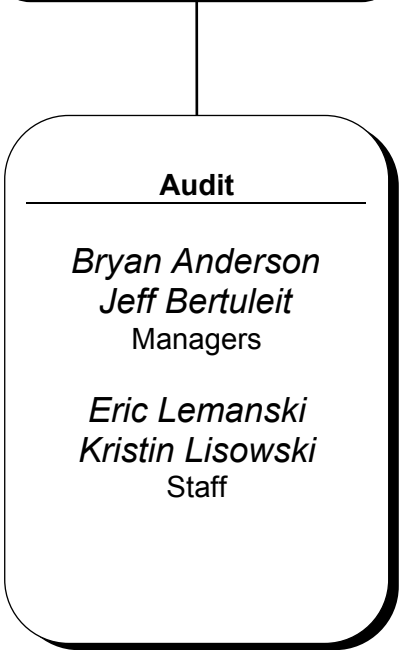 Audit
Bryan Anderson
Jeff Bertuleit
Managers
Eric Lemanski
Kristin Lisowski
Staff